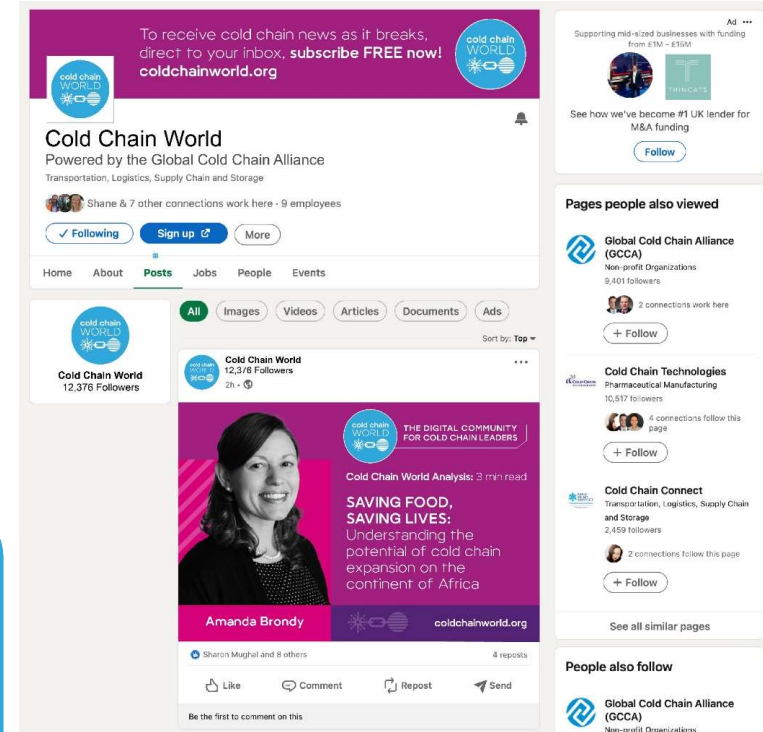 To receive cold chain news as it breaks,
direct to your inbox, subscribe FREE now!
coldchainworld.org
cold chain
WORLD
cold chain
WORLD
Cold Chain World
Powered by the Global Cold Chain Alliance
Transportation, Logistics, Supply Chain and Storage
Shane & 7 other connections work here · 9 employees
✓ Following
Sign up
More
Home About Posts Jobs People Events
cold chain
WORLD
Cold Chain World
12,376 Followers
All Images Videos Articles Documents Ads
Sort by: Top
cold chain
WORLD
Cold Chain World
12,376 Followers
2h •
cold chain
WORLD
THE DIGITAL COMMUNITY
FOR COLD CHAIN LEADERS
Cold Chain World Analysis: 3 min read
SAVING FOOD,
SAVING LIVES:
Understanding the
potential of cold chain
expansion on the
continent of Africa
Amanda Brondy
coldchainworld.org
Sharon Mughal and 8 others
4 reposts
Like Comment Repost Send
Be the first to comment on this
Ad ···
Supporting mid-sized businesses with funding
from £1M - £16M
THINCATS
See how we've become #1 UK lender for
M&A funding
Follow
Pages people also viewed
Global Cold Chain Alliance
(GCCA)
Non-profit Organizations
9,401 followers
2 connections work here
+ Follow
Cold Chain Technologies
Pharmaceutical Manufacturing
10,517 followers
4 connections follow this
page
+ Follow
Cold Chain Connect
Transportation, Logistics, Supply Chain
and Storage
2,459 followers
2 connections follow this page
+ Follow
See all similar pages
People also follow
Global Cold Chain Alliance
(GCCA)
Non-profit Organizations